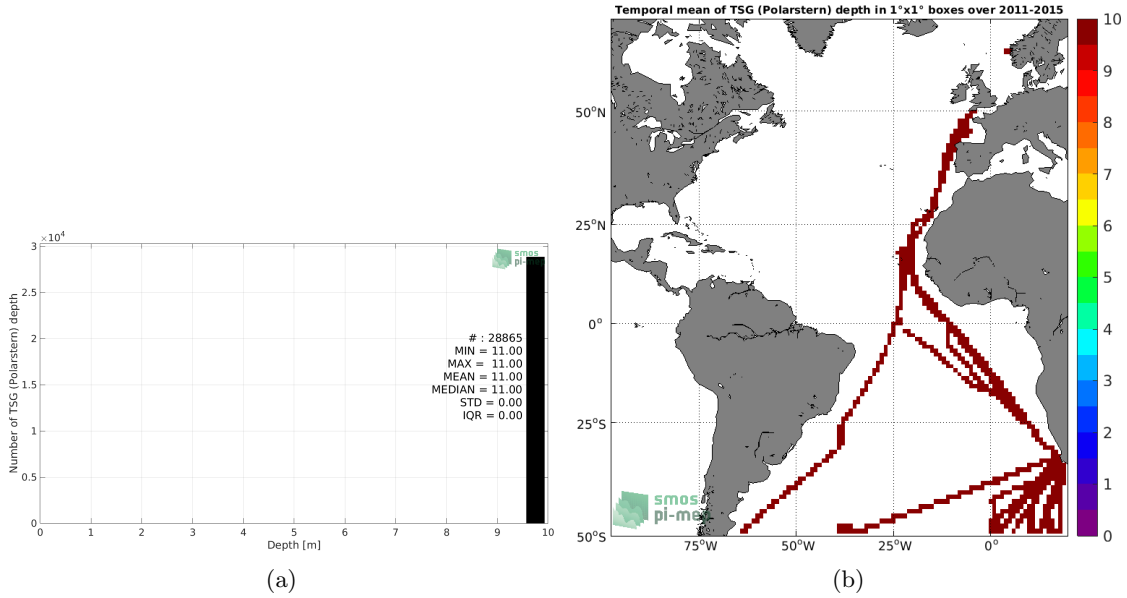 ×10⁴
3
2.5
2
1.5
1
0.5
0
Number of TSG (Polarstern) depth
smos
pi-me
# : 28865
MIN = 11.00
MAX = 11.00
MEAN = 11.00
MEDIAN = 11.00
STD = 0.00
IQR = 0.00
0 1 2 3 4 5 6 7 8 9 10
Depth [m]
(a)
Temporal mean of TSG (Polarstern) depth in 1°x1° boxes over 2011-2015
50°N
25°N
0°
25°S
50°S
75°W 50°W 25°W 0°
smos
pi-me
10
9
8
7
6
5
4
3
2
1
0
(b)